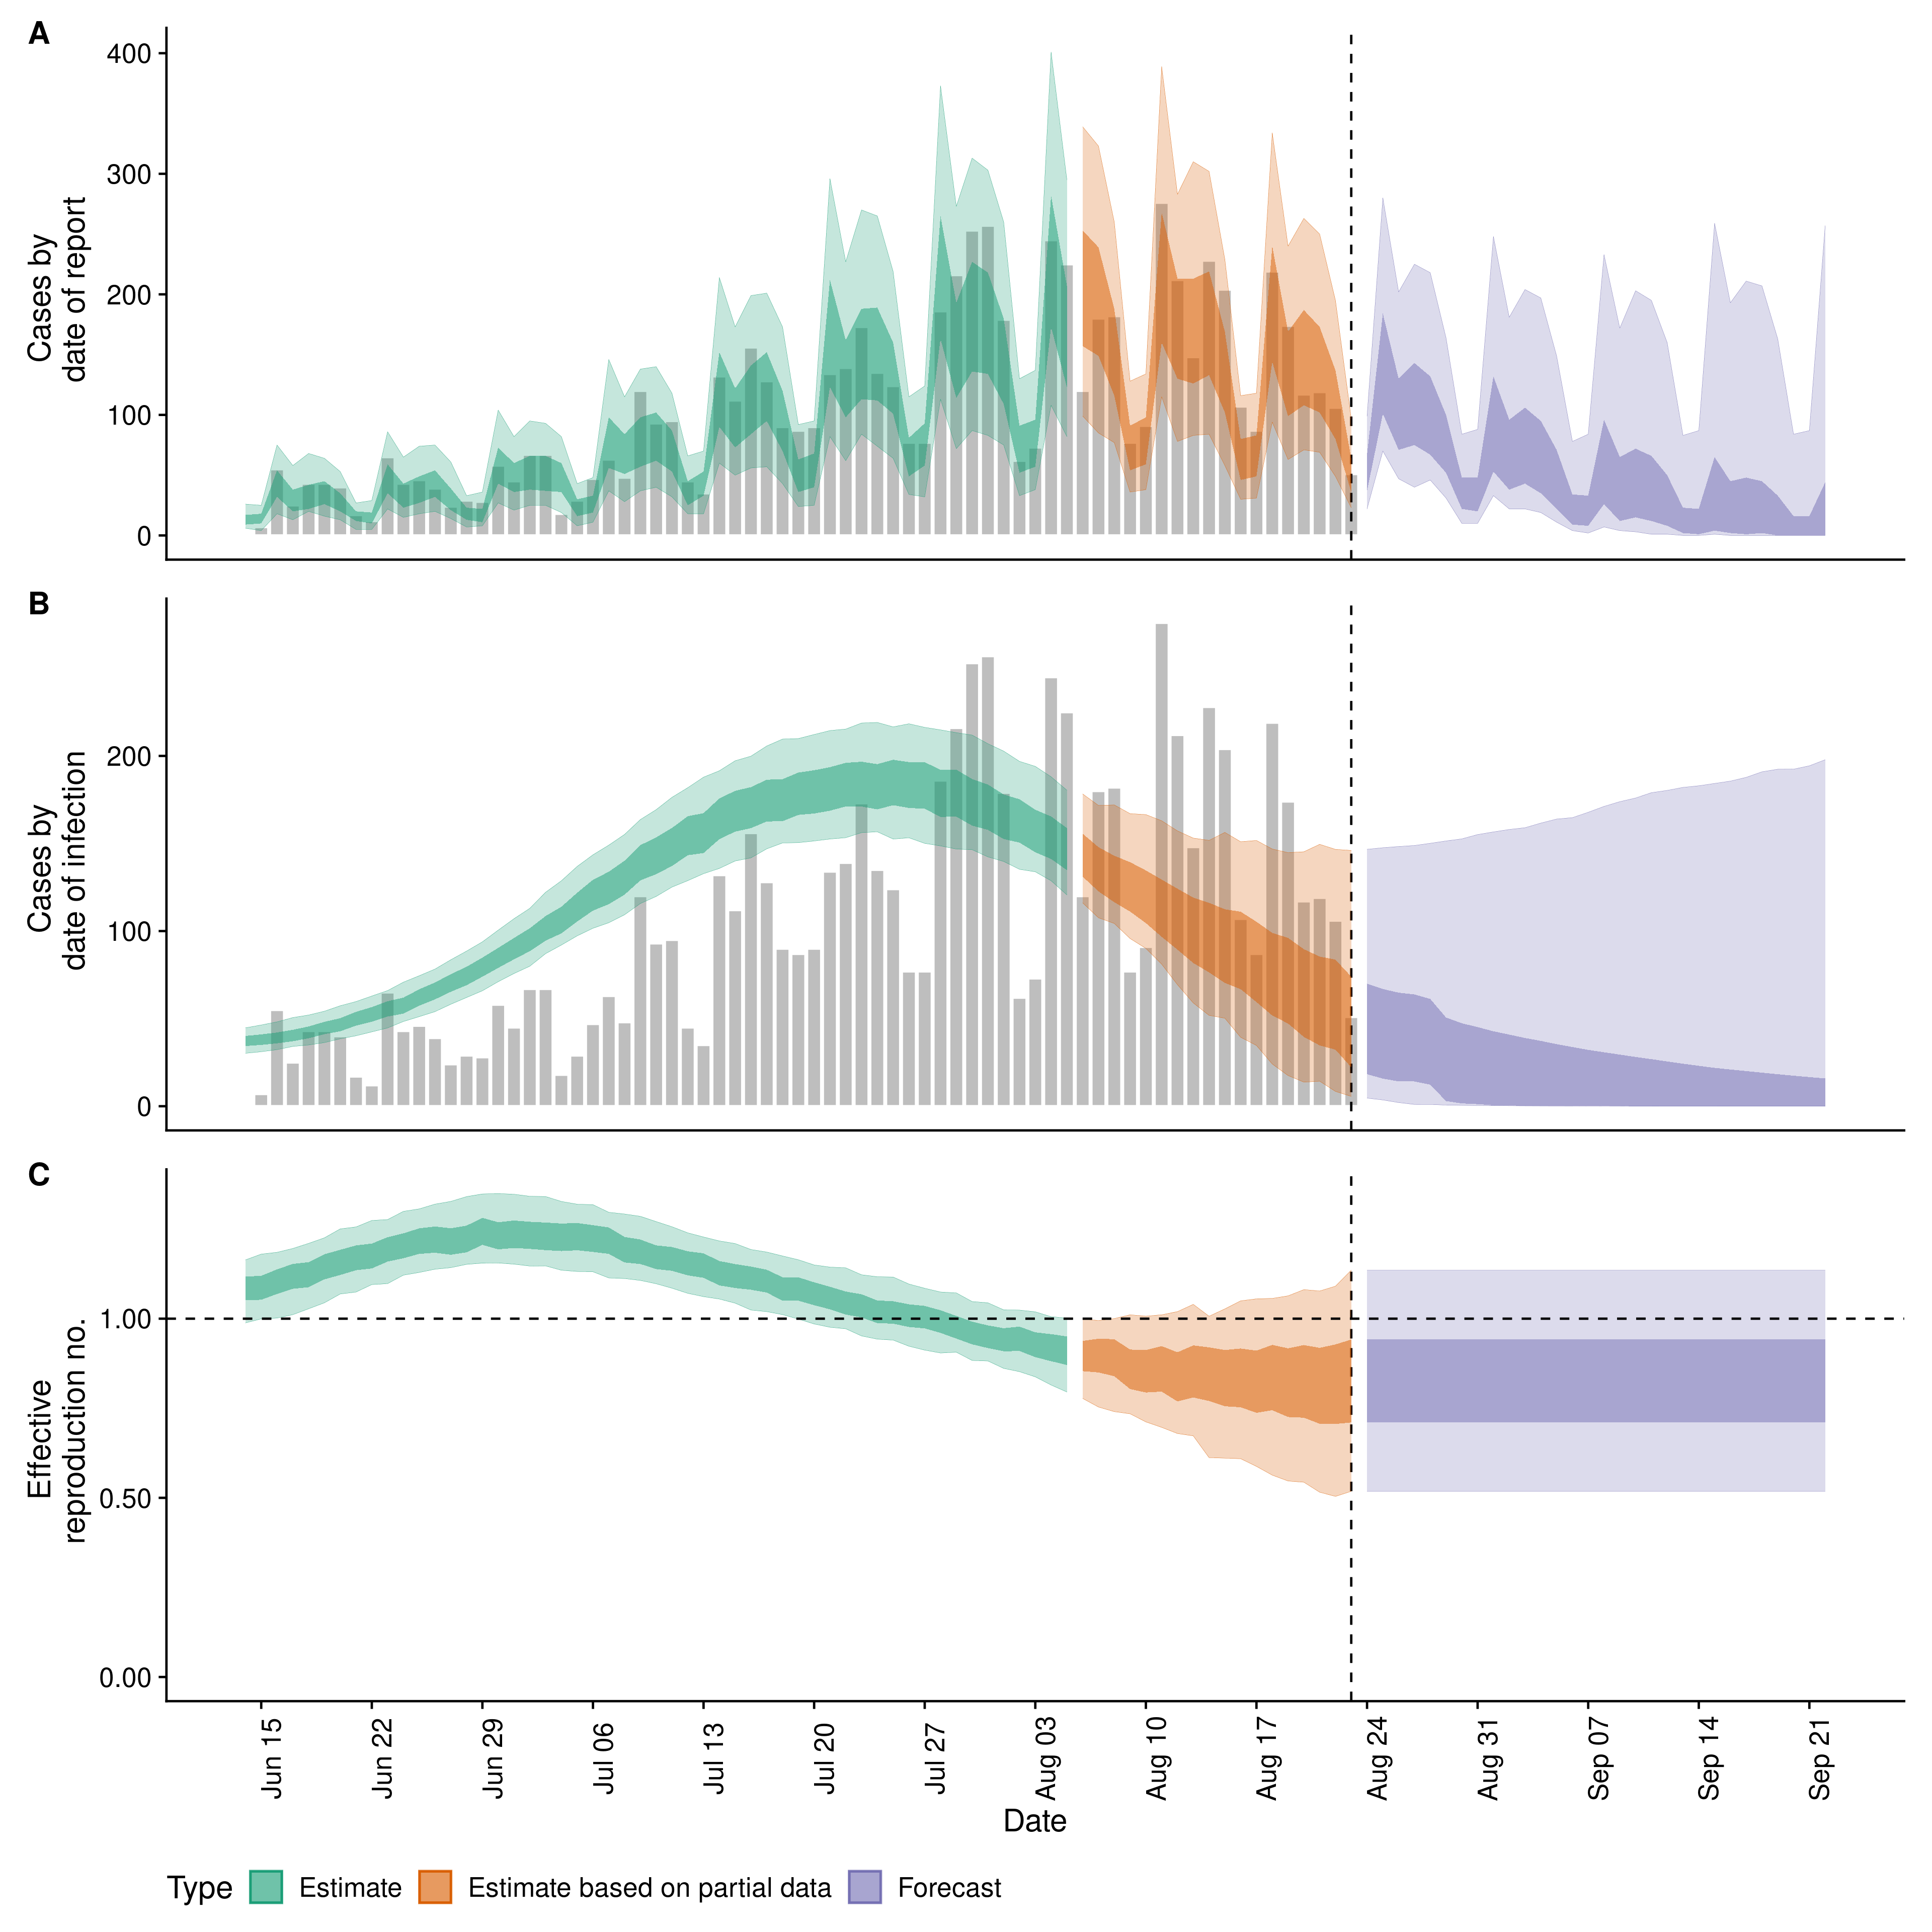 A
400
300
200
100
0
Cases by
date of report
B
200
100
0
Cases by
date of infection
C
1.00
0.50
0.00
Effective
reproduction no.
Jun 15
Jun 22
Jun 29
Jul 06
Jul 13
Jul 20
Jul 27
Aug 03
Aug 10
Aug 17
Aug 24
Aug 31
Sep 07
Sep 14
Sep 21
Date
Type Estimate Estimate based on partial data Forecast